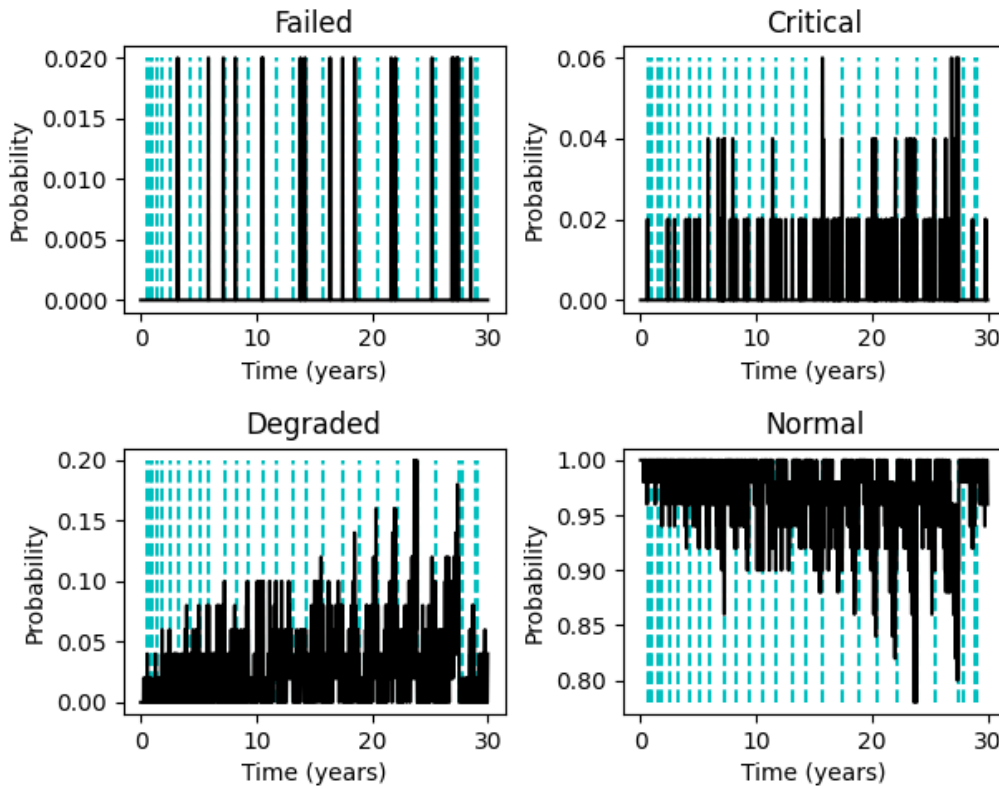 Failed
0.020
0.015
0.010
0.005
0.000
Probability
0 10 20 30
Time (years)
Critical
0.06
0.04
0.02
0.00
Probability
0 10 20 30
Time (years)
Degraded
0.20
0.15
0.10
0.05
0.00
Probability
0 10 20 30
Time (years)
Normal
1.00
0.95
0.90
0.85
0.80
Probability
0 10 20 30
Time (years)